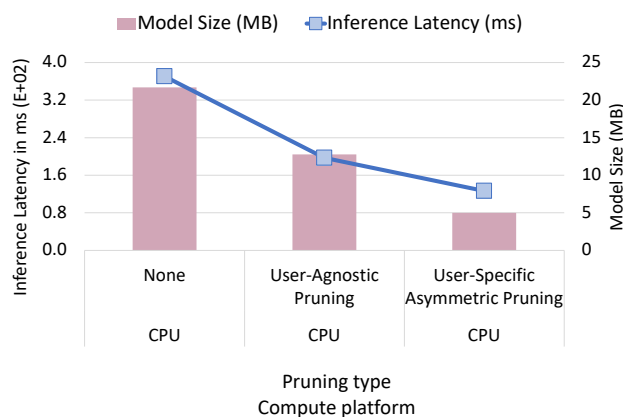 Model Size (MB) Inference Latency (ms)
Inference Latency in ms (E+02)
4.0
3.2
2.4
1.6
0.8
0.0
25
20
15
10
5
0
Model Size (MB)
None
User-Agnostic
Pruning
User-Specific
Asymmetric Pruning
CPU CPU CPU
Pruning type
Compute platform